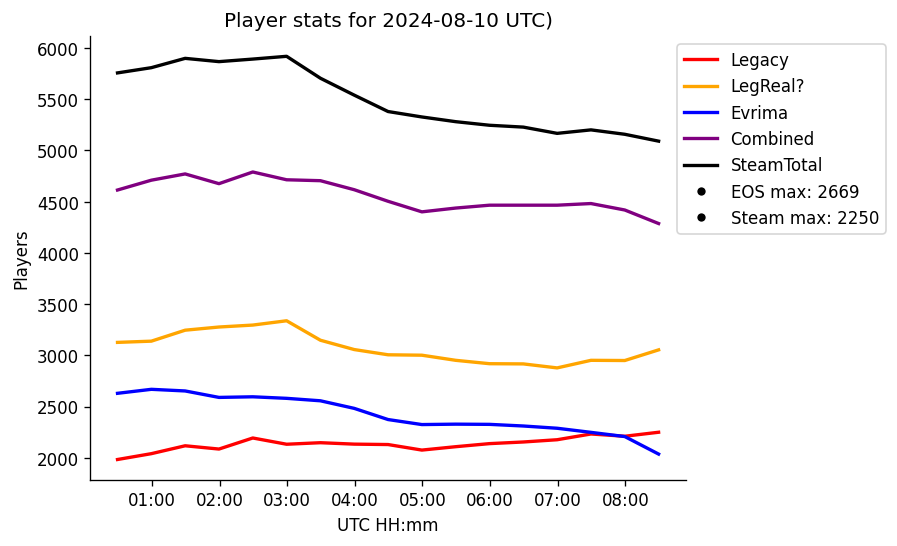 Player stats for 2024-08-10 UTC)
6000
5500
5000
4500
4000
3500
3000
2500
2000
Players
01:00 02:00 03:00 04:00 05:00 06:00 07:00 08:00
UTC HH:mm
Legacy
LegReal?
Evrima
Combined
SteamTotal
EOS max: 2669
Steam max: 2250